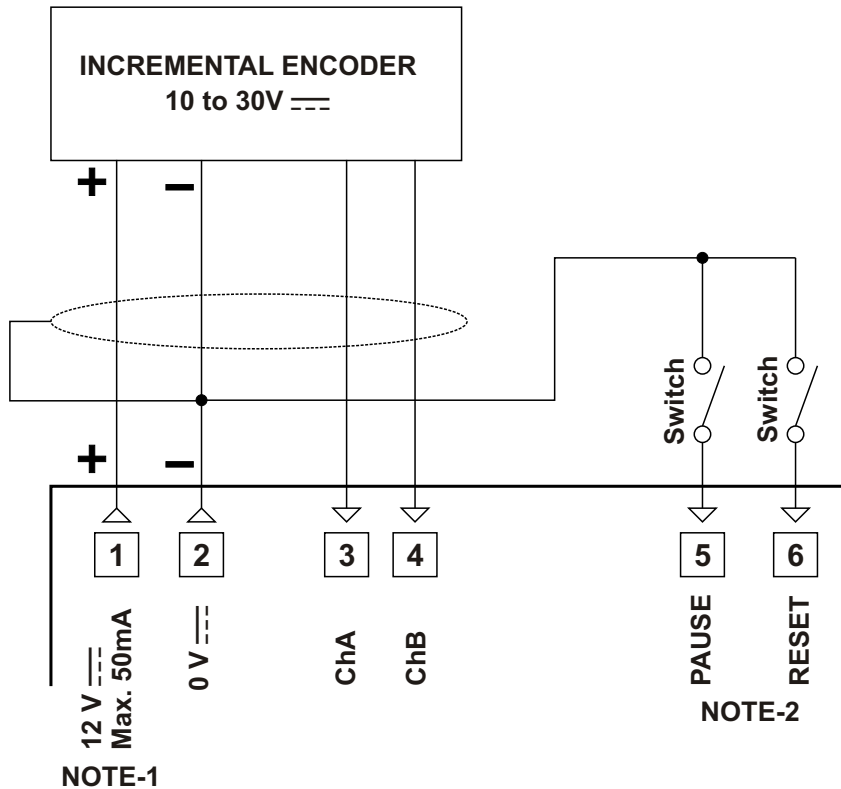 INCREMENTAL ENCODER
10 to 30V
+ –
Switch
Switch
+ –
1 2 3 4 5 6
12 V
Max. 50mA
0 V
ChA
ChB
PAUSE
RESET
NOTE-1
NOTE-2